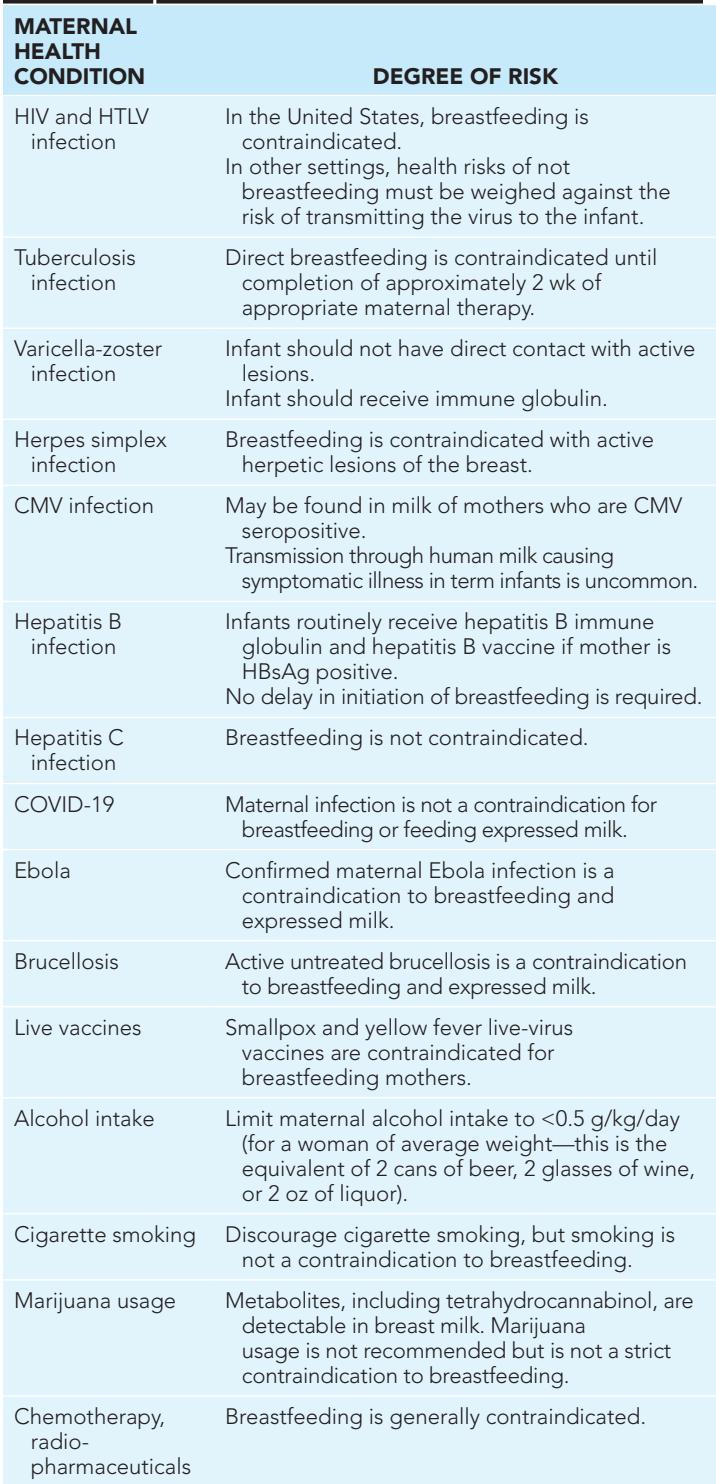 MATERNAL
HEALTH
CONDITION
DEGREE OF RISK
HIV and HTLV
infection
In the United States, breastfeeding is
contraindicated.
In other settings, health risks of not
breastfeeding must be weighed against the
risk of transmitting the virus to the infant.
Tuberculosis
infection
Direct breastfeeding is contraindicated until
completion of approximately 2 wk of
appropriate maternal therapy.
Varicella-zoster
infection
Infant should not have direct contact with active
lesions.
Infant should receive immune globulin.
Herpes simplex
infection
Breastfeeding is contraindicated with active
herpetic lesions of the breast.
CMV infection
May be found in milk of mothers who are CMV
seropositive.
Transmission through human milk causing
symptomatic illness in term infants is uncommon.
Hepatitis B
infection
Infants routinely receive hepatitis B immune
globulin and hepatitis B vaccine if mother is
HBsAg positive.
No delay in initiation of breastfeeding is required.
Hepatitis C
infection
Breastfeeding is not contraindicated.
COVID-19
Maternal infection is not a contraindication for
breastfeeding or feeding expressed milk.
Ebola
Confirmed maternal Ebola infection is a
contraindication to breastfeeding and
expressed milk.
Brucellosis
Active untreated brucellosis is a contraindication
to breastfeeding and expressed milk.
Live vaccines
Smallpox and yellow fever live-virus
vaccines are contraindicated for
breastfeeding mothers.
Alcohol intake
Limit maternal alcohol intake to <0.5 g/kg/day
(for a woman of average weight—this is the
equivalent of 2 cans of beer, 2 glasses of wine,
or 2 oz of liquor).
Cigarette smoking
Discourage cigarette smoking, but smoking is
not a contraindication to breastfeeding.
Marijuana usage
Metabolites, including tetrahydrocannabinol, are
detectable in breast milk. Marijuana
usage is not recommended but is not a strict
contraindication to breastfeeding.
Chemotherapy,
radio-
pharmaceuticals
Breastfeeding is generally contraindicated.